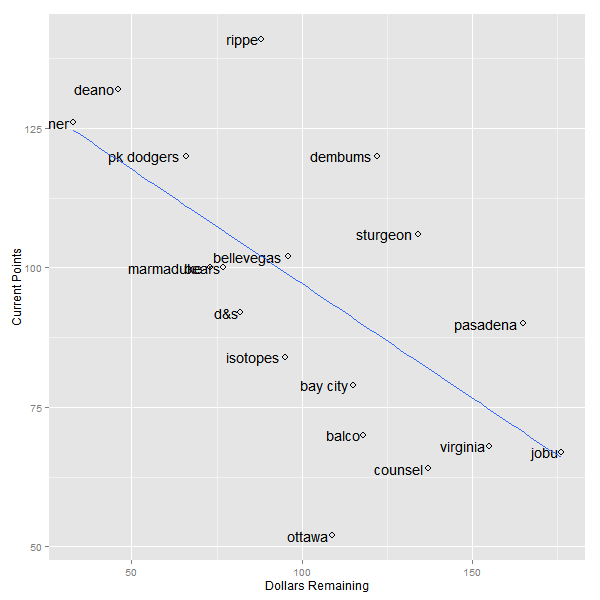 rippe
deano
ner
125
pk dodgers
dembums
sturgeon
bellevegas
100
marmaduke
bears
d&s
pasadena
isotopes
bay city
75
balco
virginia
jobu
counsel
ottawa
50
50
100
150
Dollars Remaining
Current Points